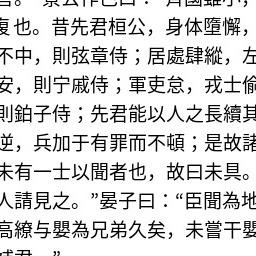 言。”景公作色曰：“齊國雖小，
復也。昔先君桓公，身体墮懈，
不中，則弦章侍；居處肆縱，左
安，則宁戚侍；軍吏怠，戎士偷
則鉑子侍；先君能以人之長續其
逆，兵加于有罪而不頓；是故諸
未有一士以聞者也，故曰未具。
人請見之。”晏子曰：“臣聞為地
高繚与嬰為兄弟久矣，未嘗干嬰